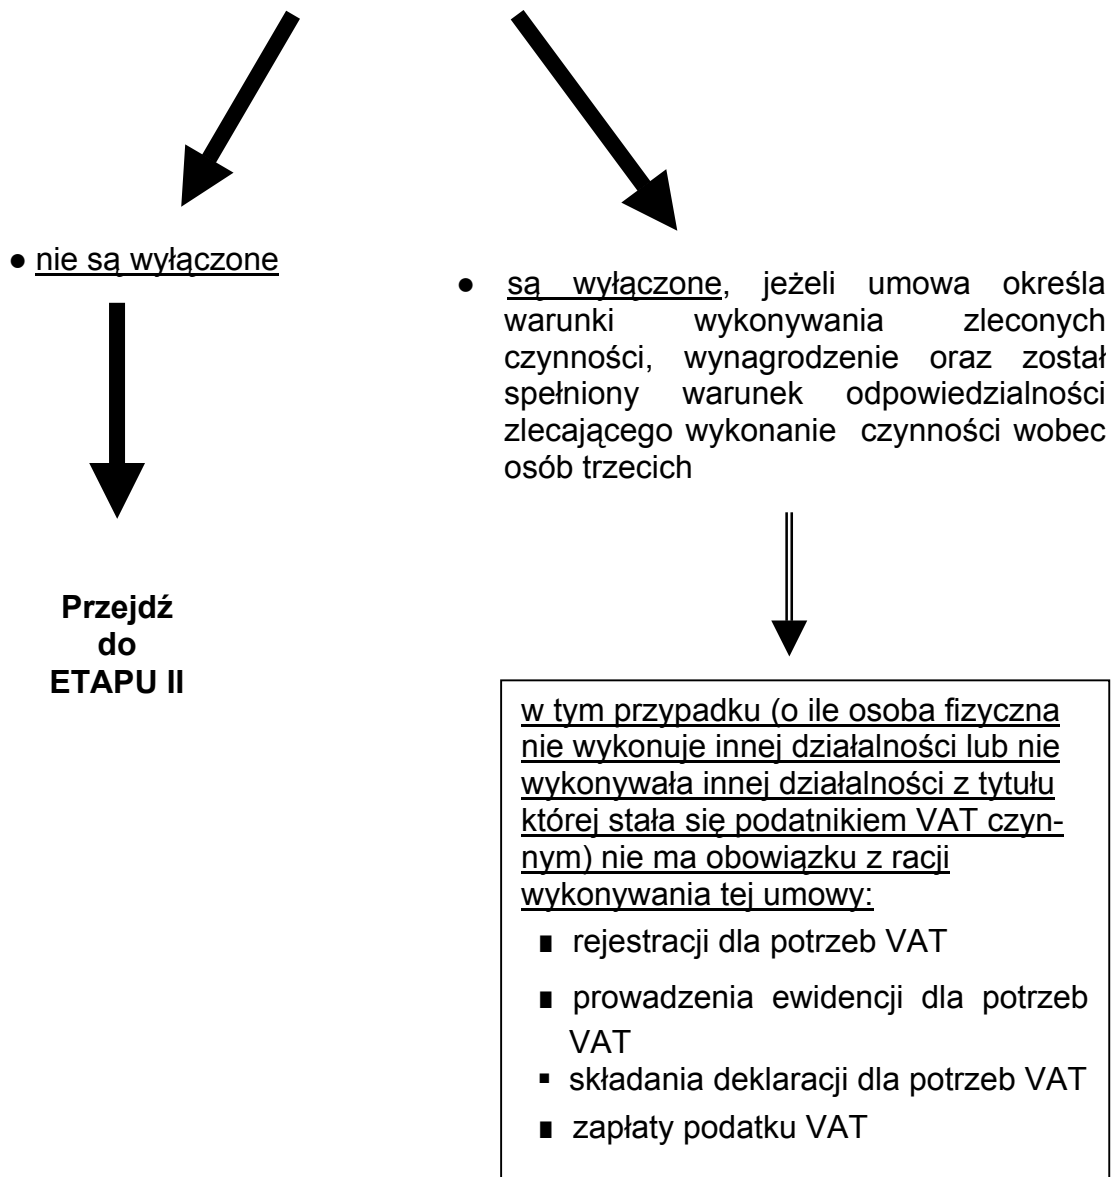 ● nie są wyłączone
Przejdź
do
ETAPU II
● są wyłączone, jeżeli umowa określa
warunki wykonywania zleconych
czynności, wynagrodzenie oraz został
spełniony warunek odpowiedzialności
zlecającego wykonanie czynności wobec
osób trzecich
w tym przypadku (o ile osoba fizyczna
nie wykonuje innej działalności lub nie
wykonywała innej działalności z tytułu
której stała się podatnikiem VAT czyn-
nym) nie ma obowiązku z racji
wykonywania tej umowy:
■ rejestracji dla potrzeb VAT
■ prowadzenia ewidencji dla potrzeb
VAT
▪ składania deklaracji dla potrzeb VAT
■ zapłaty podatku VAT